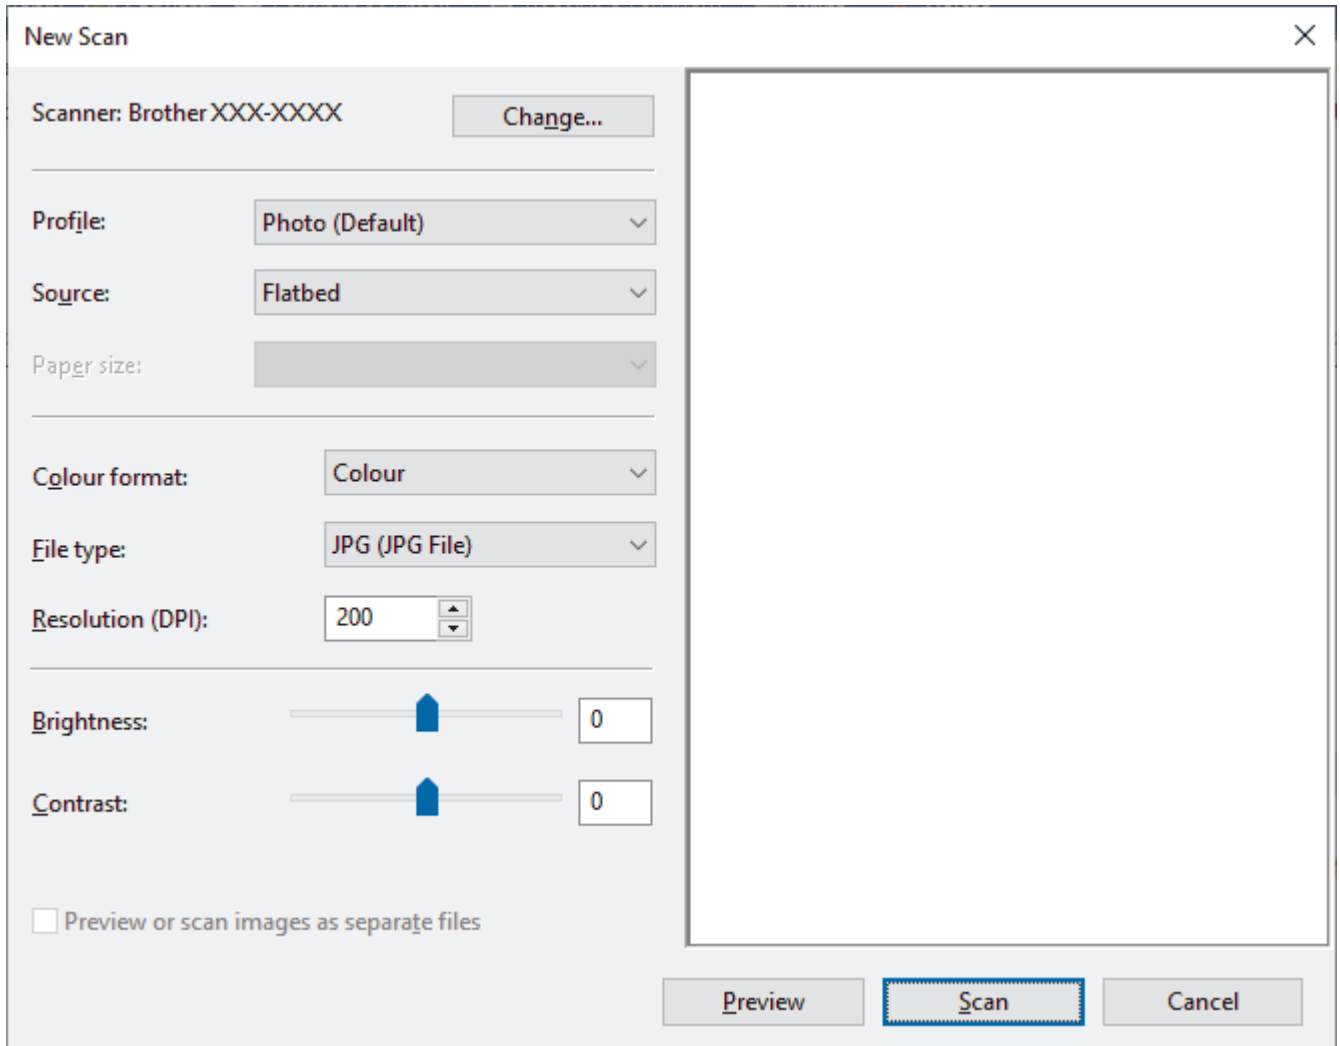 New Scan
Scanner: Brother XXX-XXXX
Change...
Profile: Photo (Default)
Source: Flatbed
Paper size:
Colour format: Colour
File type: JPG (JPG File)
Resolution (DPI): 200
Brightness: 0
Contrast: 0
Preview or scan images as separate files
Preview Scan Cancel